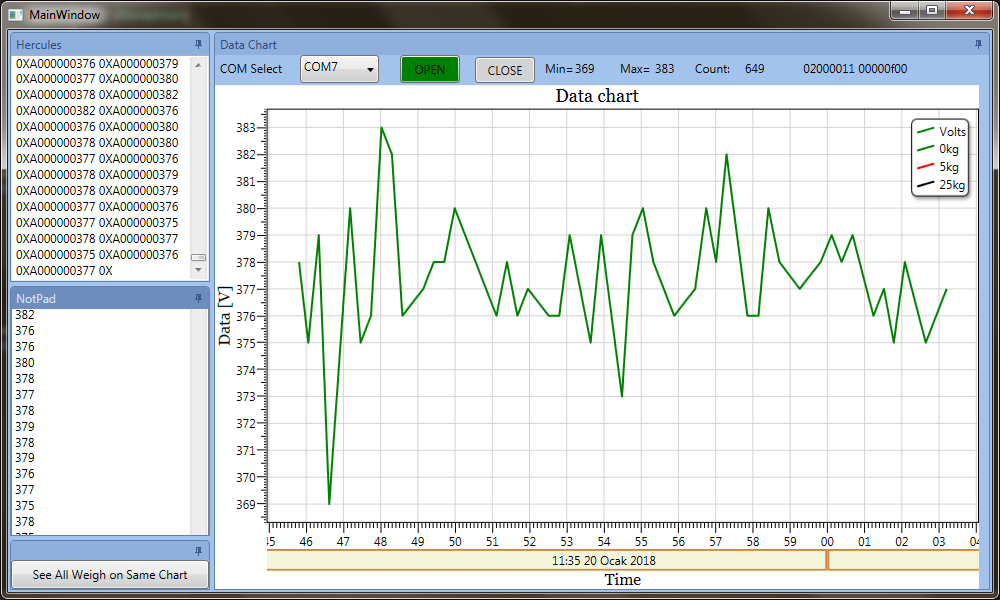 MainWindow
Hercules
0XA000000376 0XA000000379
0XA000000377 0XA000000380
0XA000000378 0XA000000382
0XA000000382 0XA000000376
0XA000000376 0XA000000380
0XA000000378 0XA000000380
0XA000000377 0XA000000376
0XA000000378 0XA000000379
0XA000000378 0XA000000379
0XA000000377 0XA000000376
0XA000000377 0XA000000375
0XA000000378 0XA000000377
0XA000000375 0XA000000376
0XA000000377 0X
NotPad
382
376
376
380
378
377
378
379
378
379
376
377
375
378
See All Weigh on Same Chart
Data Chart
COM Select COM7 OPEN CLOSE Min= 369 Max= 383 Count: 649 02000011 00000f00
Data chart
Volts
0kg
5kg
25kg
383
382
381
380
379
378
377
376
375
374
373
372
371
370
369
Data [V]
45 46 47 48 49 50 51 52 53 54 55 56 57 58 59 00 01 02 03 04
11:35 20 Ocak 2018
Time